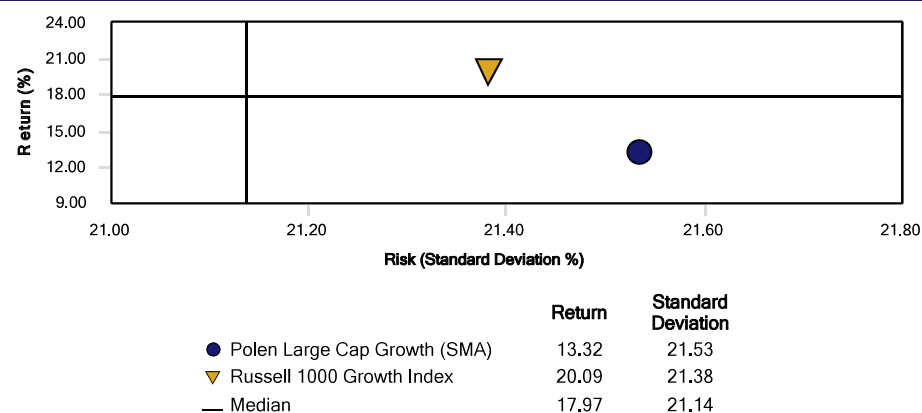 24.00
21.00
18.00
15.00
12.00
9.00
Return (%)
21.00 21.20 21.40 21.60 21.80
Risk (Standard Deviation %)
Return Standard Deviation
Polen Large Cap Growth (SMA) 13.32 21.53
Russell 1000 Growth Index 20.09 21.38
Median 17.97 21.14